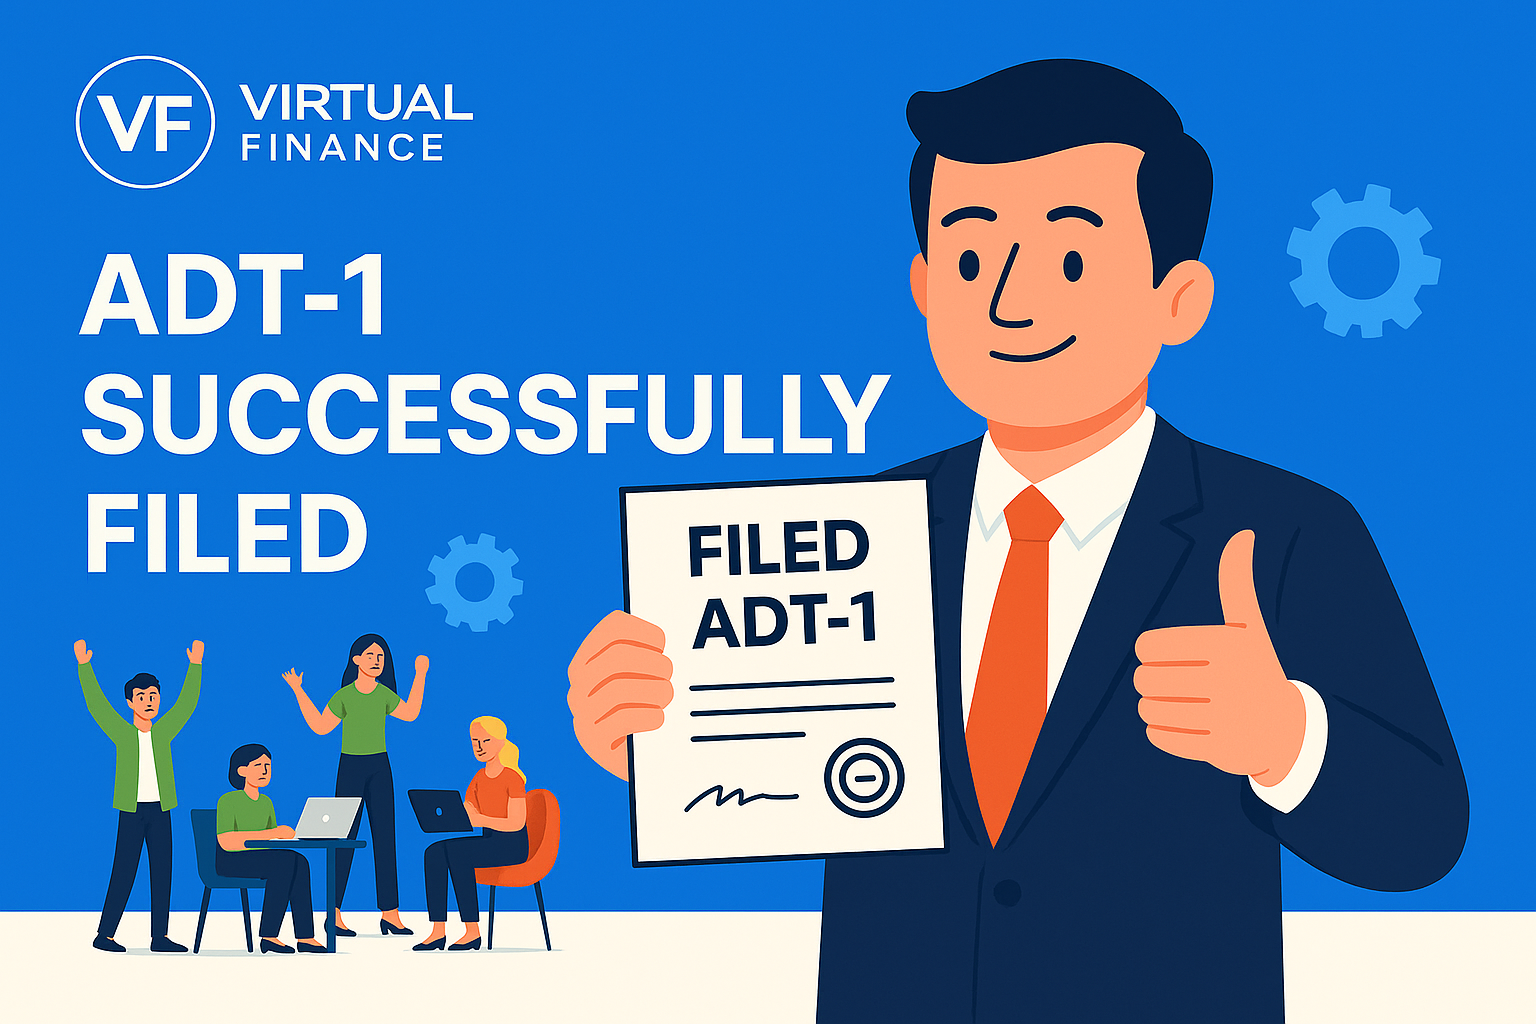 VF
VIRTUAL
FINANCE
ADT-1
SUCCESSFULLY
FILED
FILED
ADT-1